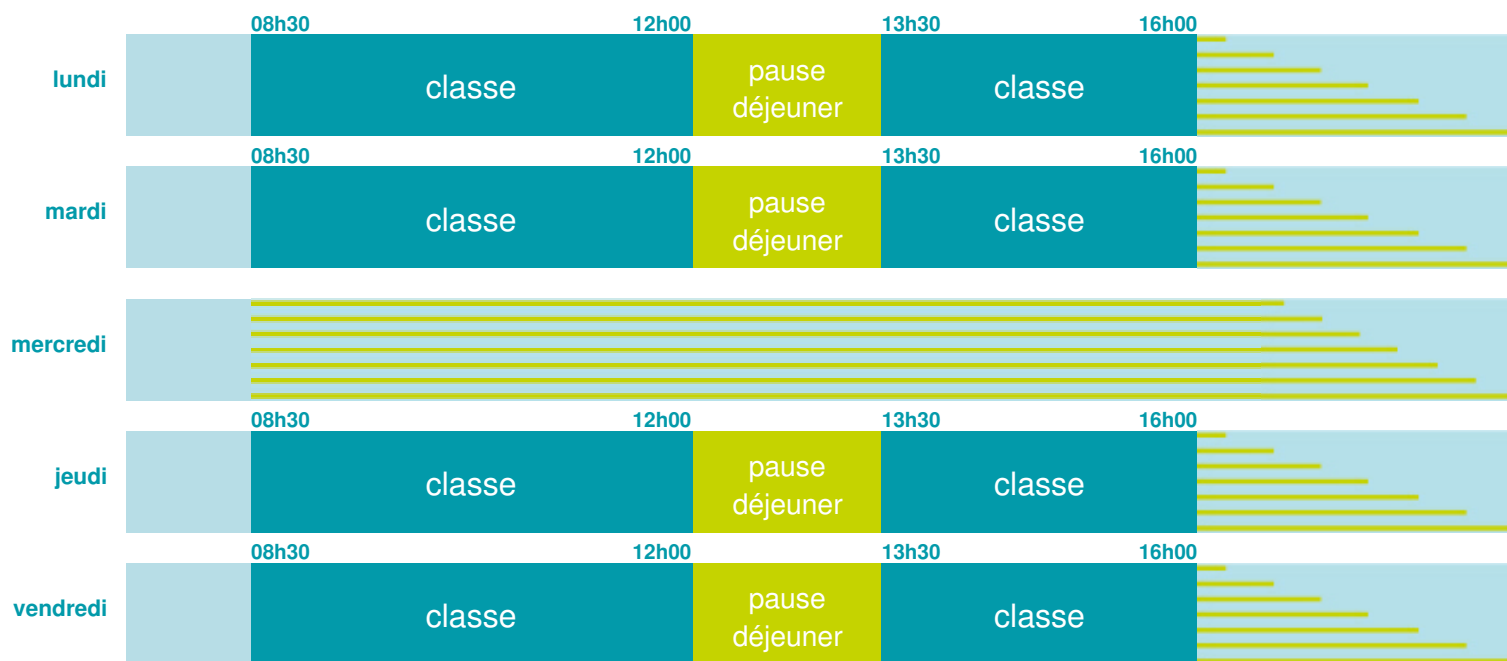 08h30 12h00 13h30 16h00
lundi
classe
pause
déjeuner
classe
08h30 12h00 13h30 16h00
mardi
classe
pause
déjeuner
classe
mercredi
08h30 12h00 13h30 16h00
jeudi
classe
pause
déjeuner
classe
08h30 12h00 13h30 16h00
vendredi
classe
pause
déjeuner
classe